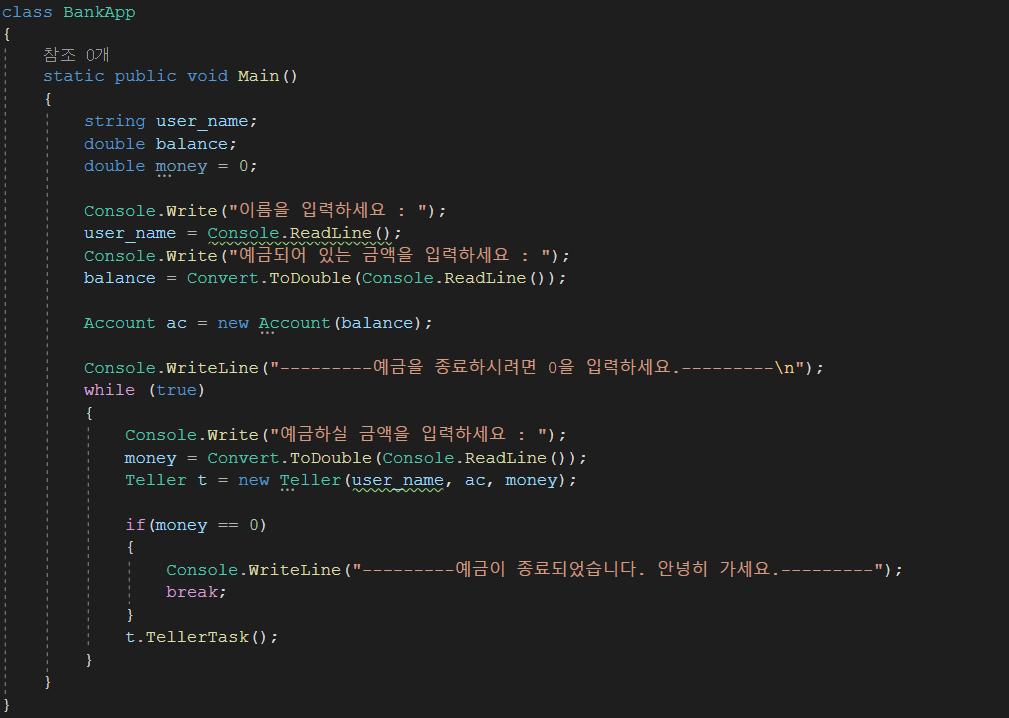 class BankApp
{
참조 0개
static public void Main()
{
string user_name;
double balance;
double money = 0;
Console.Write("이름을 입력하세요 : ");
user_name = Console.ReadLine();
Console.Write("예금되어 있는 금액을 입력하세요 : ");
balance = Convert.ToDouble(Console.ReadLine());
Account ac = new Account(balance);
Console.WriteLine("---------예금을 종료하시려면 0을 입력하세요.---------\n");
while (true)
{
Console.Write("예금하실 금액을 입력하세요 : ");
money = Convert.ToDouble(Console.ReadLine());
Teller t = new Teller(user_name, ac, money);
if(money == 0)
{
Console.WriteLine("---------예금이 종료되었습니다. 안녕히 가세요.---------");
break;
}
t.TellerTask();
}
}
}